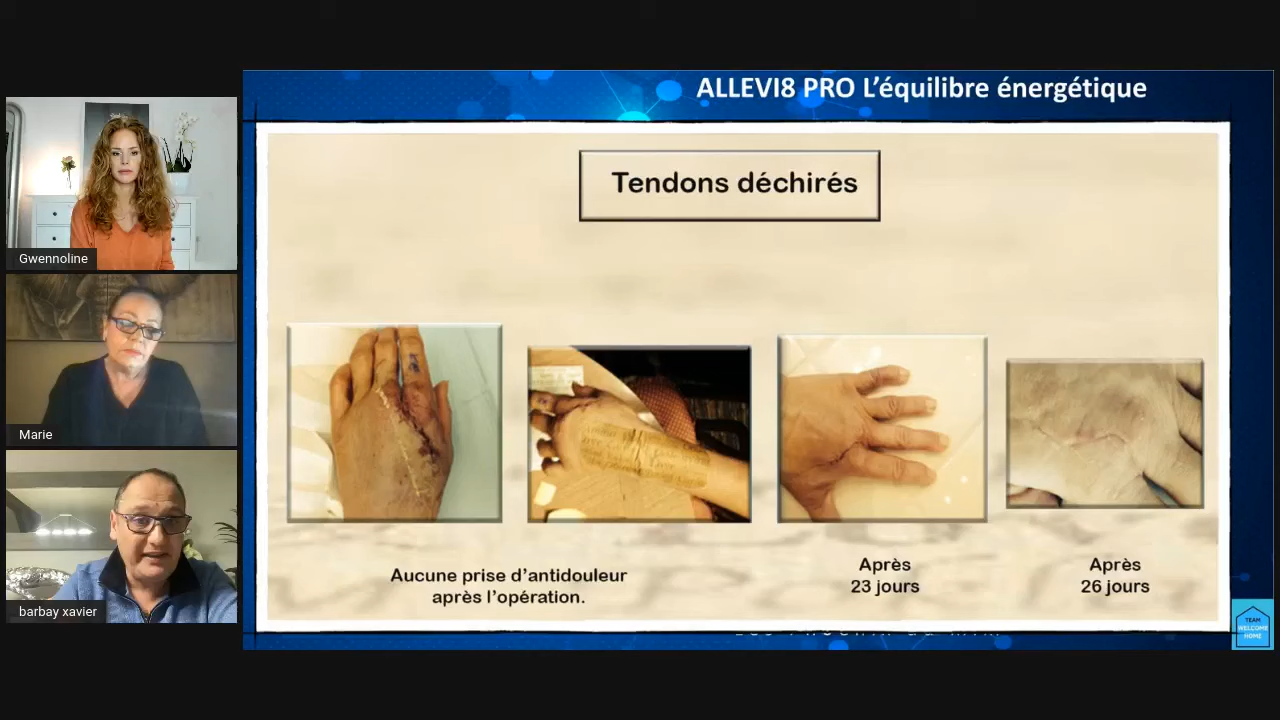 ALLEVI8 PRO L’équilibre énergétique
Tendons déchirés
Gwennoline
Marie
barbay xavier
Aucune prise d’antidouleur
après l’opération.
Après
23 jours
Après
26 jours
TEAM
WELCOME
HOME